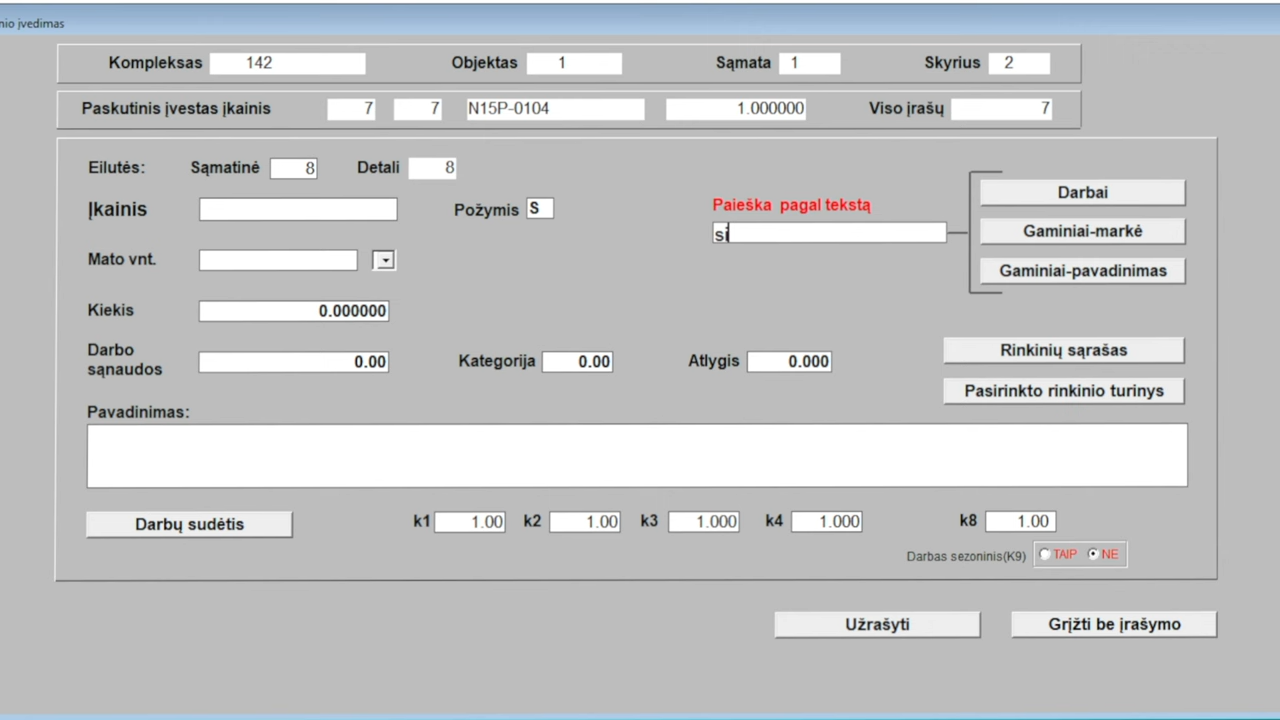 nio įvedimas
Kompleksas 142 Objektas 1 Sąmata 1 Skyrius 2
Paskutinis įvestas įkainis 7 7 N15P-0104 1.000000 Viso įrašų 7
Eilutės: Sąmatinė 8 Detali 8
Įkainis Požymis S
Paieška pagal tekstą
si
Darbai
Gaminiai-markė
Gaminiai-pavadinimas
Mato vnt.
Kiekis 0.000000
Darbo sąnaudos 0.00 Kategorija 0.00 Atlygis 0.000
Rinkinių sąrašas
Pasirinkto rinkinio turinys
Pavadinimas:
Darbų sudėtis k1 1.00 k2 1.00 k3 1.000 k4 1.000 k8 1.00
Darbas sezoninis(K9) TAIP NE
Užrašyti Grįžti be įrašymo